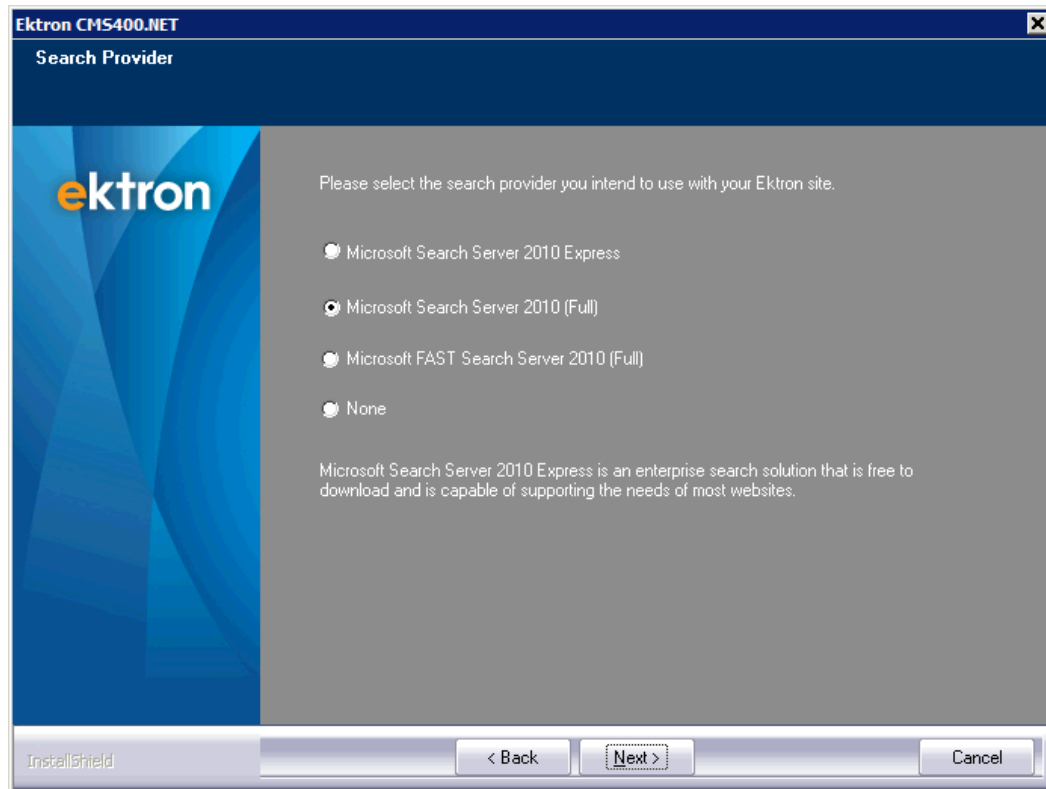 Ektron CMS400.NET
Search Provider
ektron
Please select the search provider you intend to use with your Ektron site.
Microsoft Search Server 2010 Express
Microsoft Search Server 2010 (Full)
Microsoft FAST Search Server 2010 (Full)
None
Microsoft Search Server 2010 Express is an enterprise search solution that is free to
download and is capable of supporting the needs of most websites.
InstallShield
< Back
Next >
Cancel